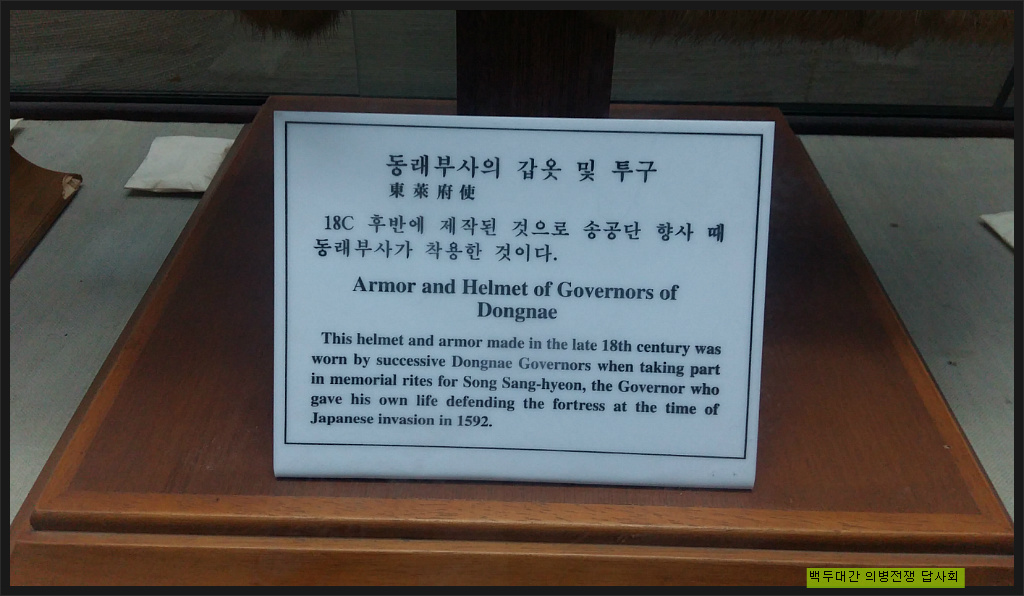 동래부사의 갑옷 및 투구
東萊府使
18C 후반에 제작된 것으로 송공단 향사 때
동래부사가 착용한 것이다.
Armor and Helmet of Governors of
Dongnae
This helmet and armor made in the late 18th century was
worn by successive Dongnae Governors when taking part
in memorial rites for Song Sang-hyeon, the Governor who
gave his own life defending the fortress at the time of
Japanese invasion in 1592.
백두대간 의병전쟁 답사회